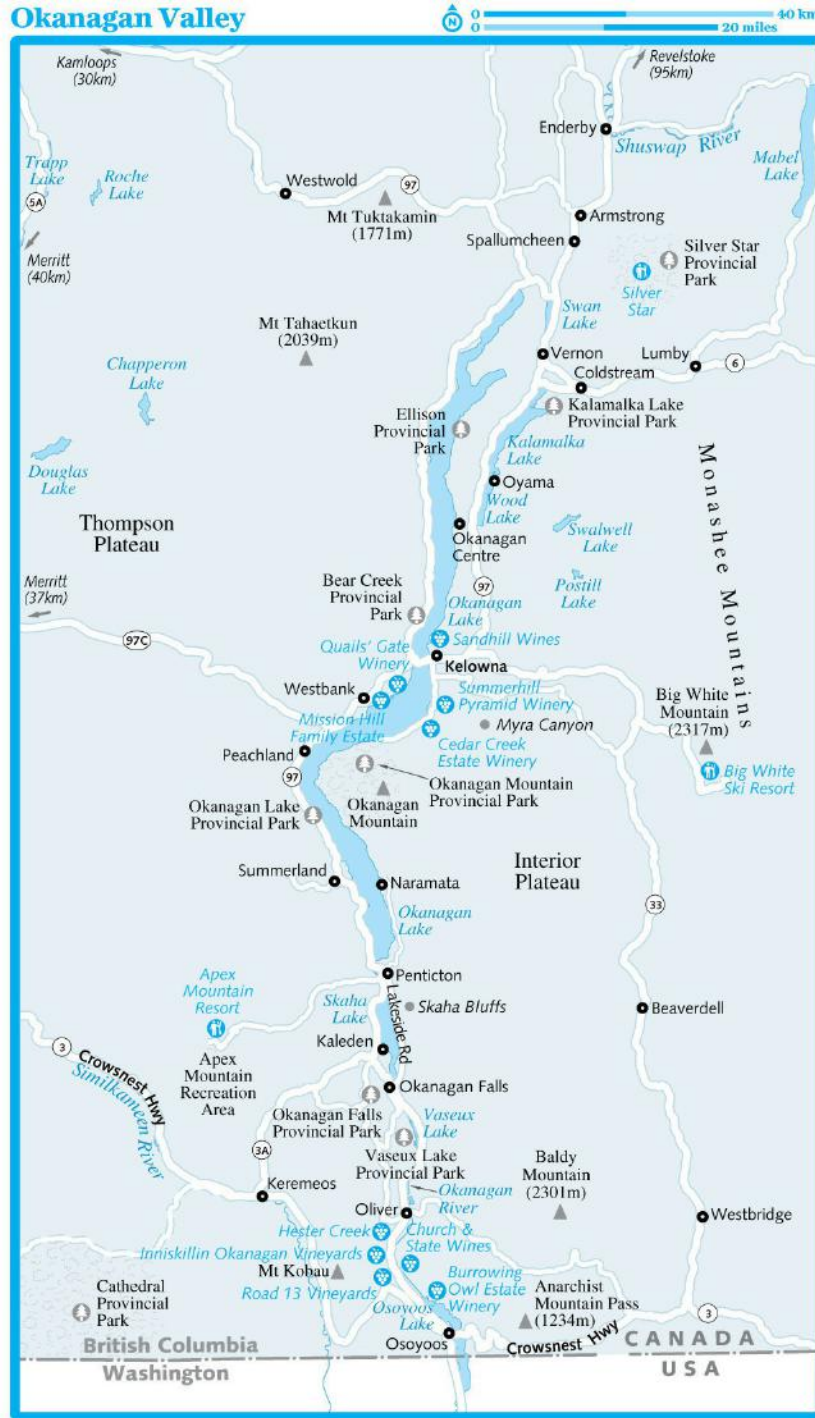 Okanagan Valley
N
0
40 km
0
20 miles
Kamloops
(30km)
Revelstoke
(95km)
Enderby
Shuswap River
Mabel
Lake
Trapp
Lake
Roche
Lake
5A
Westwold
97
Mt Tuktakamin
(1771m)
Armstrong
Spallumcheen
Merritt
(40km)
Silver Star
Provincial
Park
Silver
Star
Swan
Lake
Mt Tahaetkun
(2039m)
Vernon
Lumby
6
Coldstream
Chapperon
Lake
Kalamalka Lake
Provincial Park
Ellison
Provincial
Park
Kalamalka
Lake
Douglas
Lake
Oyama
Wood
Lake
Monashee Mountains
Thompson
Plateau
Okanagan
Centre
Swalwell
Lake
Postill
Lake
Merritt
(37km)
Bear Creek
Provincial
Park
97
Okanagan
Lake
97C
Sandhill Wines
Quails' Gate
Winery
Kelowna
Westbank
Summerhill
Pyramid Winery
Big White
Mountain
(2317m)
Mission Hill
Family Estate
Myra Canyon
Cedar Creek
Estate Winery
Peachland
Big White
Ski Resort
97
Okanagan Mountain
Provincial Park
Okanagan Lake
Provincial Park
Okanagan
Mountain
Summerland
Naramata
Interior
Plateau
33
Okanagan
Lake
Apex
Mountain
Resort
Penticton
Skaha
Lake
Lakeside Rd
Skaha Bluffs
Beaverdell
Kaleden
3
Crowsnest Hwy
Similkameen River
Apex
Mountain
Recreation
Area
Okanagan Falls
Okanagan Falls
Provincial Park
Vaseux
Lake
3A
Vaseux Lake
Provincial Park
Baldy
Mountain
(2301m)
Keremeos
Okanagan
River
Oliver
Westbridge
Hester Creek
Church &
State Wines
Inniskillin Okanagan Vineyards
Mt Kobau
Road 13 Vineyards
Burrowing
Owl Estate
Winery
Anarchist
Mountain Pass
(1234m)
Cathedral
Provincial
Park
Osoyoos
Lake
3
Osoyoos
Crowsnest Hwy
British Columbia
CANADA
Washington
USA